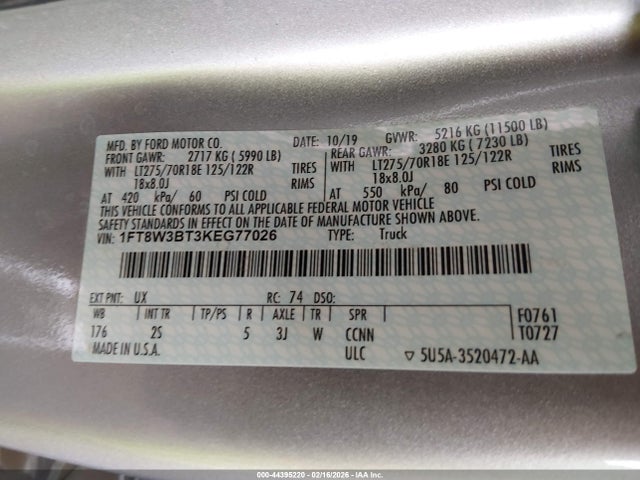 MFD. BY FORD MOTOR CO. DATE: 10/19 GVWR: 5216 KG (11500 LB)
FRONT GAWR: 2717 KG (5990 LB) REAR GAWR: 3280 KG (7230 LB)
WITH LT275/70R18E 125/122R TIRES WITH LT275/70R18E 125/122R TIRES
18x8.0J RIMS 18x8.0J RIMS
AT 420 kPa/ 60 PSI COLD AT 550 kPa/ 80 PSI COLD
THIS VEHICLE CONFORMS TO ALL APPLICABLE FEDERAL MOTOR VEHICLE
SAFETY STANDARDS IN EFFECT ON THE DATE OF MANUFACTURE SHOWN ABOVE.
VIN: 1FT8W3BT3KEG77026 TYPE: Truck
EXT PNT: UX RC: 74 DSO:
WB INT TR TP/PS R AXLE TR SPR F0761
176 2S 5 3J W CCNN T0727
MADE IN U.S.A. ULC ▽ 5U5A-3520472-AA
000-44395220 - 02/16/2026 - IAA Inc.